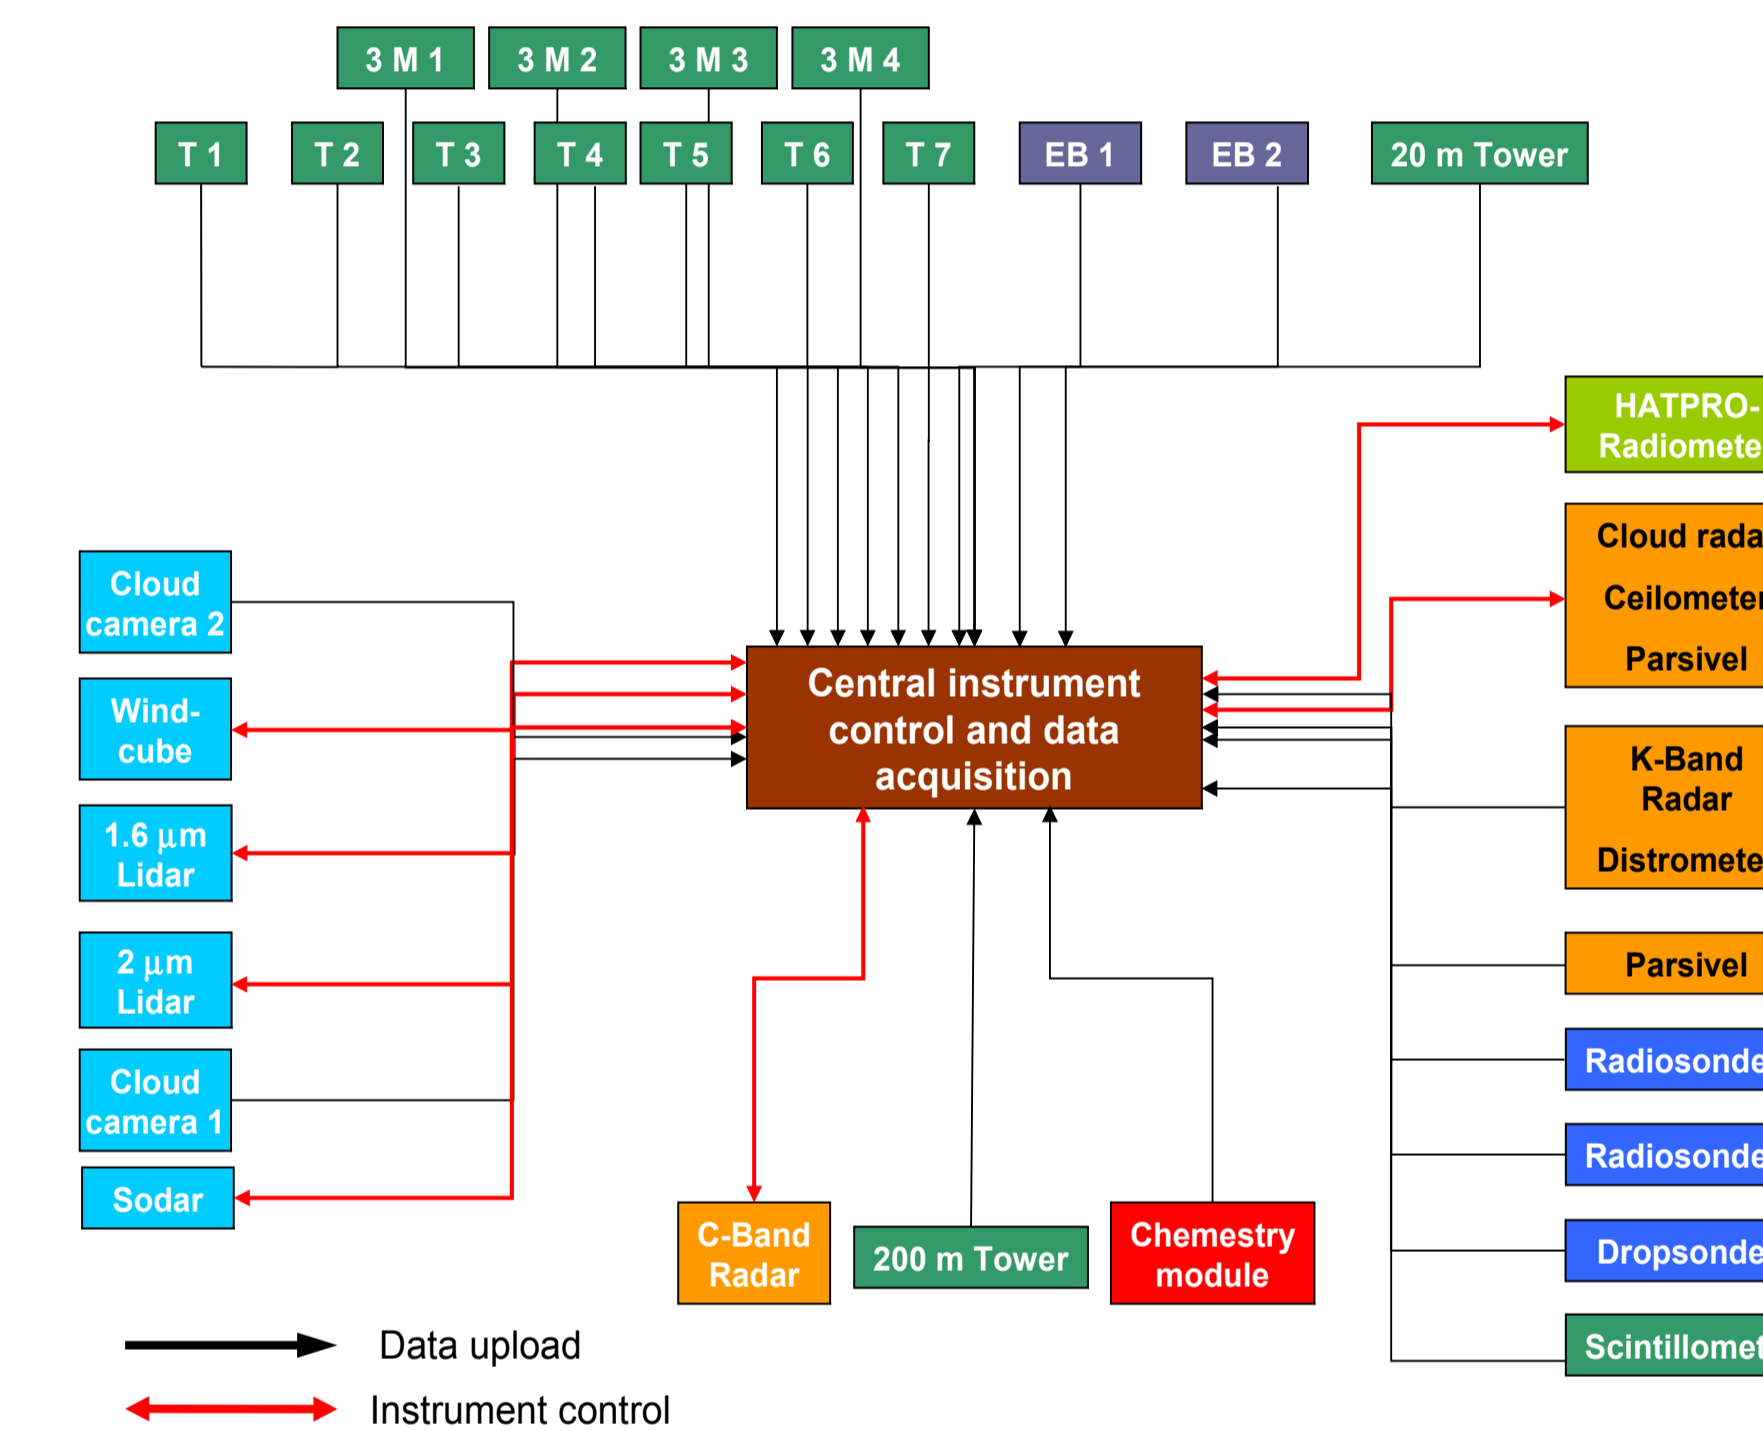 3 M 1
3 M 2
3 M 3
3 M 4
T 1
T 2
T 3
T 4
T 5
T 6
T 7
EB 1
EB 2
20 m Tower
HATPRO-
Radiomete
Cloud rada
Ceilometer
Parsivel
K-Band
Radar
Distromete
Parsivel
Radiosonde
Radiosonde
Dropsonde
Scintillomet
Cloud
camera 2
Wind-
cube
1.6 μm
Lidar
2 μm
Lidar
Cloud
camera 1
Sodar
Central instrument
control and data
acquisition
C-Band
Radar
200 m Tower
Chemestry
module
Data upload
Instrument control